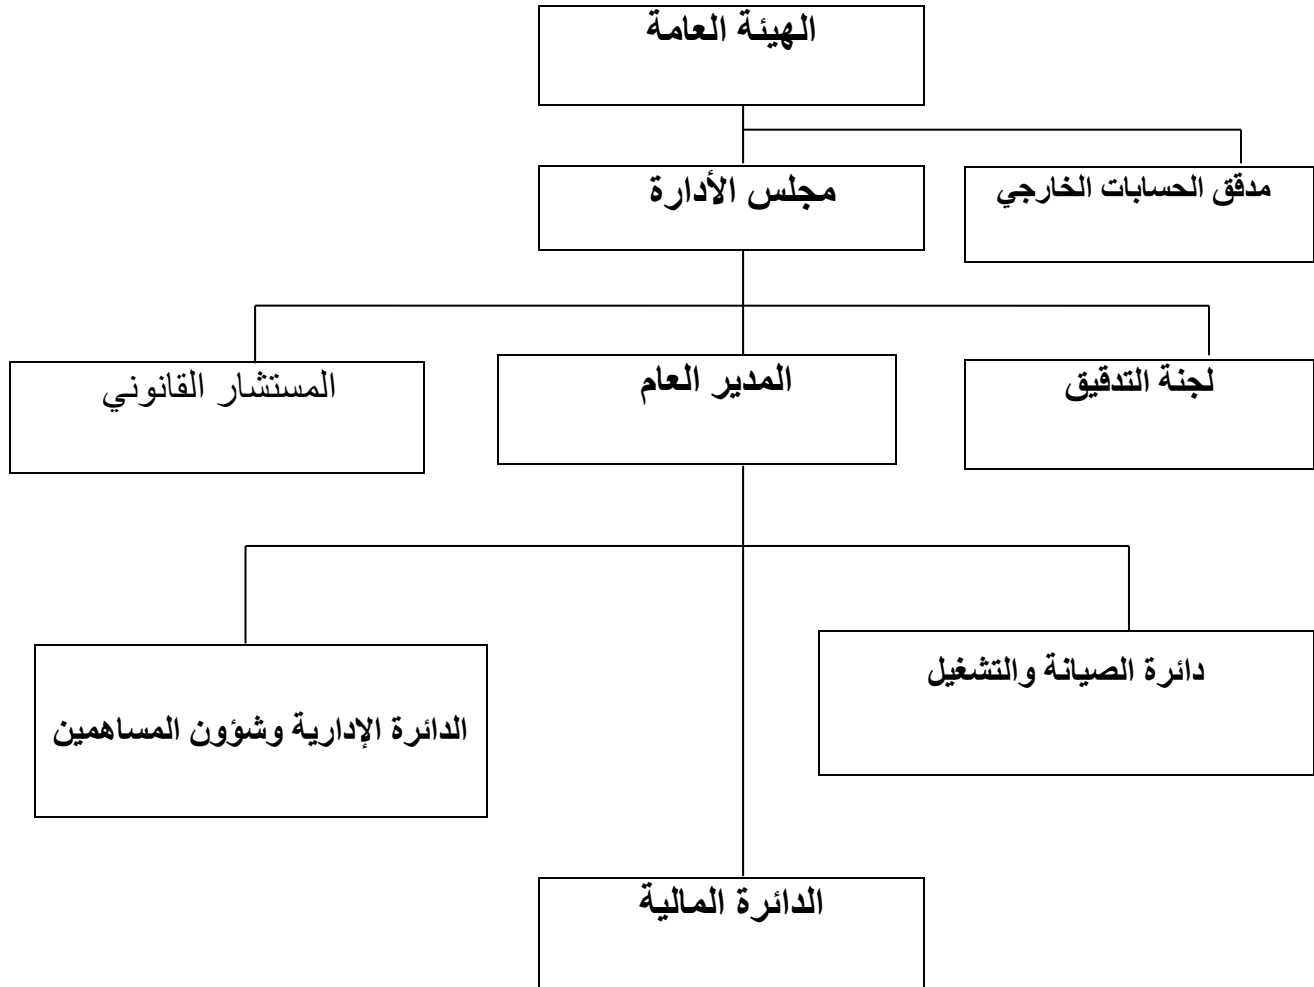 الهيئة العامة
مجلس الأدارة
مدقق الحسابات الخارجي
لجنة التدقيق
المدير العام
المستشار القانوني
دائرة الصيانة والتشغيل
الدائرة الإدارية وشؤون المساهمين
الدائرة المالية